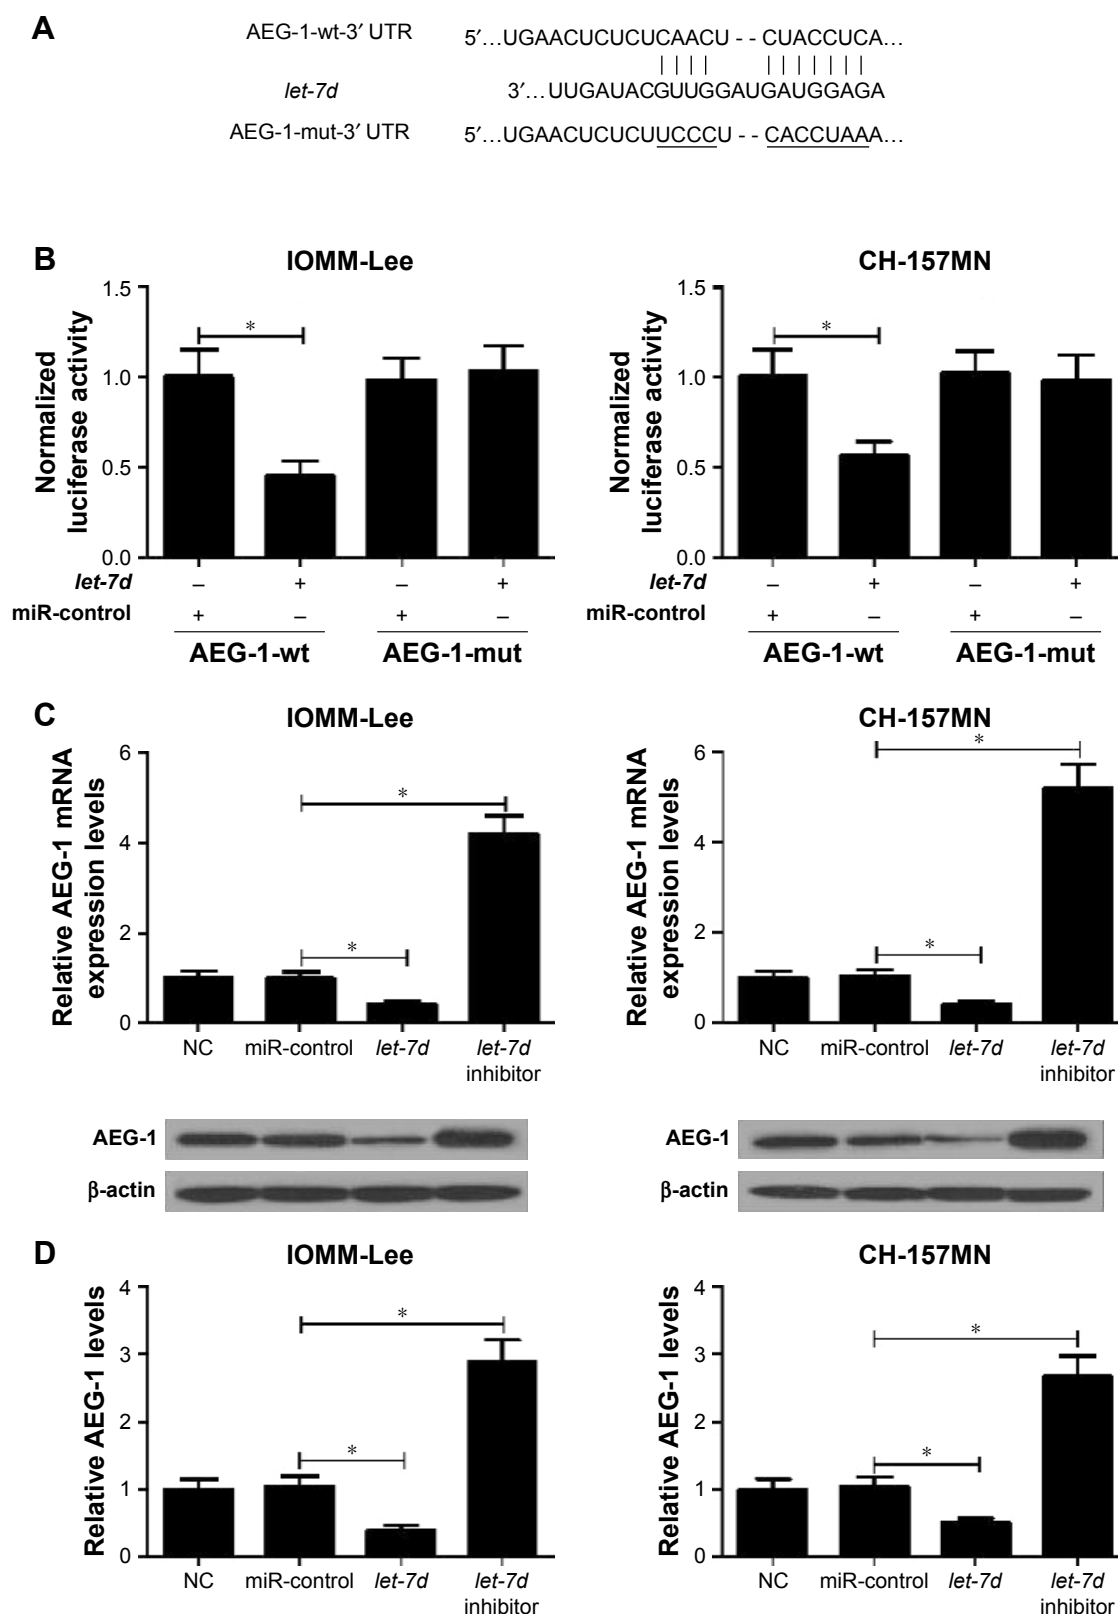 A
AEG-1-wt-3′ UTR 5′...UGAACUCUCUCAACU - - CUACCUCA...
let-7d 3′...UUGAUACGUUGGAUGAUGGAGA
AEG-1-mut-3′ UTR 5′...UGAACUCUCUUCCCU - - CACCUAAA...
B
IOMM-Lee
Normalized
luciferase activity
1.5
1.0
0.5
0.0
*
let-7d – + – +
miR-control + – + –
AEG-1-wt AEG-1-mut
CH-157MN
Normalized
luciferase activity
1.5
1.0
0.5
0.0
*
let-7d – + – +
miR-control + – + –
AEG-1-wt AEG-1-mut
C
IOMM-Lee
Relative AEG-1 mRNA
expression levels
6
4
2
0
*
*
NC miR-control let-7d let-7d
inhibitor
CH-157MN
Relative AEG-1 mRNA
expression levels
6
4
2
0
*
*
NC miR-control let-7d let-7d
inhibitor
AEG-1
β-actin
AEG-1
β-actin
D
IOMM-Lee
Relative AEG-1 levels
4
3
2
1
0
*
*
NC miR-control let-7d let-7d
inhibitor
CH-157MN
Relative AEG-1 levels
4
3
2
1
0
*
*
NC miR-control let-7d let-7d
inhibitor